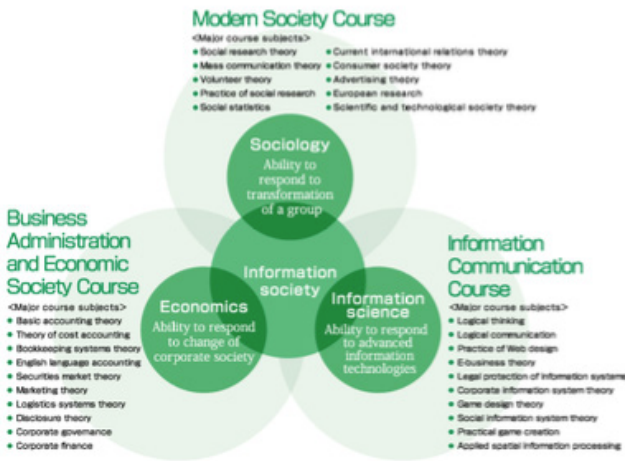 Modern Society Course
<Major course subjects>
● Social research theory
● Mass communication theory
● Volunteer theory
● Practice of social research
● Social statistics
● Current international relations theory
● Consumer society theory
● Advertising theory
● European research
● Scientific and technological society theory
Sociology
Ability to
respond to
transformation
of a group
Business
Administration
and Economic
Society Course
<Major course subjects>
● Basic accounting theory
● Theory of cost accounting
● Bookkeeping systems theory
● English language accounting
● Securities market theory
● Marketing theory
● Logistics systems theory
● Disclosure theory
● Corporate governance
● Corporate finance
Economics
Ability to respond
to change of
corporate society
Information
society
Information
science
Ability to respond
to advanced
information
technologies
Information
Communication
Course
<Major course subjects>
● Logical thinking
● Logical communication
● Practice of Web design
● E-business theory
● Legal protection of information systems
● Corporate information system theory
● Game design theory
● Social information system theory
● Practical game creation
● Applied spatial information processing